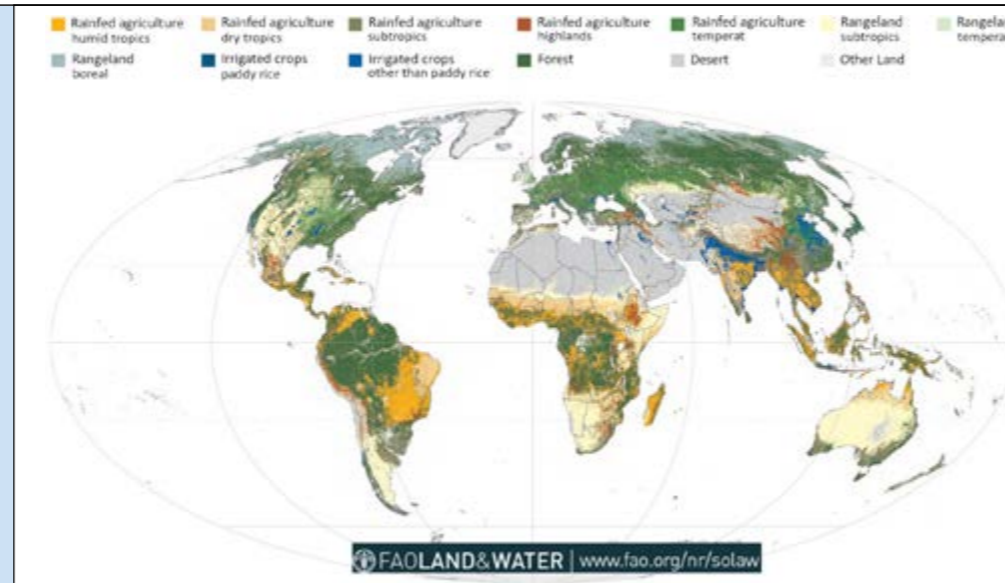 Rainfed agriculture
humid tropics
Rainfed agriculture
dry tropics
Rainfed agriculture
subtropics
Rainfed agriculture
highlands
Rainfed agriculture
temperat
Rangeland
subtropics
Rangela
tempera
Rangeland
boreal
Irrigated crops
paddy rice
Irrigated crops
other than paddy rice
Forest
Desert
Other Land
FAOLAND&WATER | www.fao.org/nr/solaw